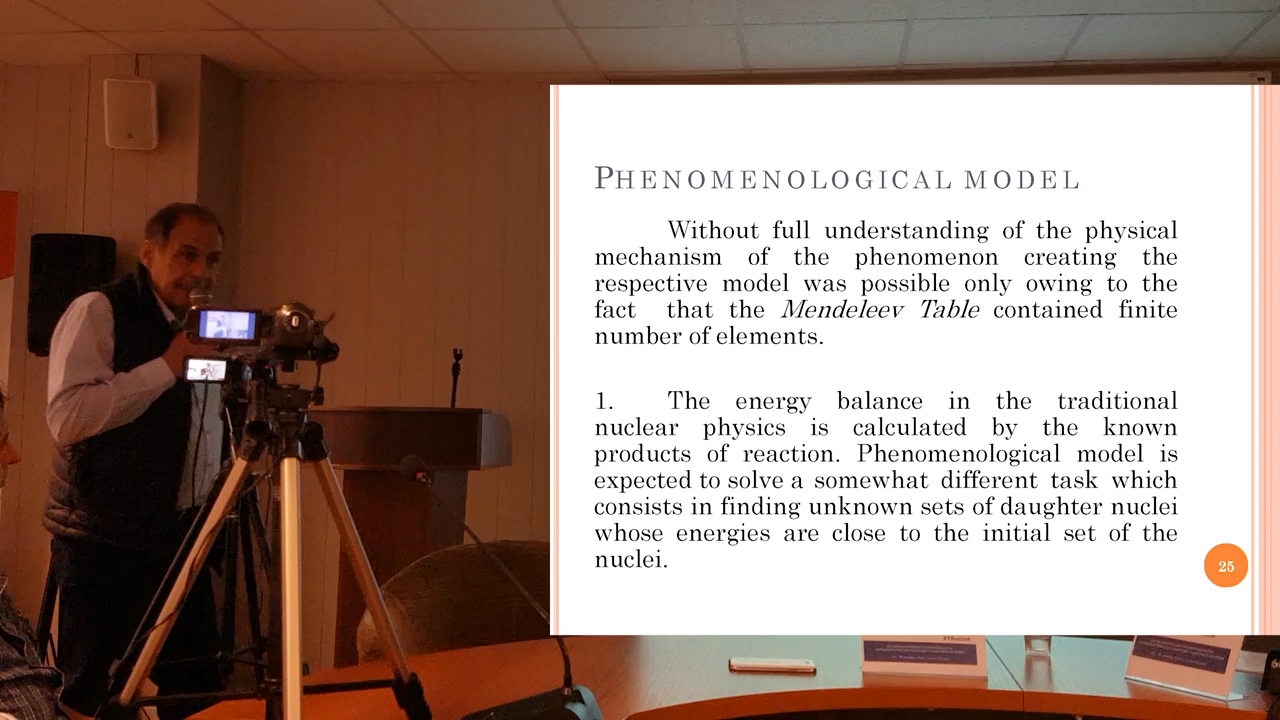 PHENOMENOLOGICAL MODEL
Without full understanding of the physical
mechanism of the phenomenon creating the
respective model was possible only owing to the
fact that the Mendeleev Table contained finite
number of elements.
1. The energy balance in the traditional
nuclear physics is calculated by the known
products of reaction. Phenomenological model is
expected to solve a somewhat different task which
consists in finding unknown sets of daughter nuclei
whose energies are close to the initial set of the
nuclei.
25